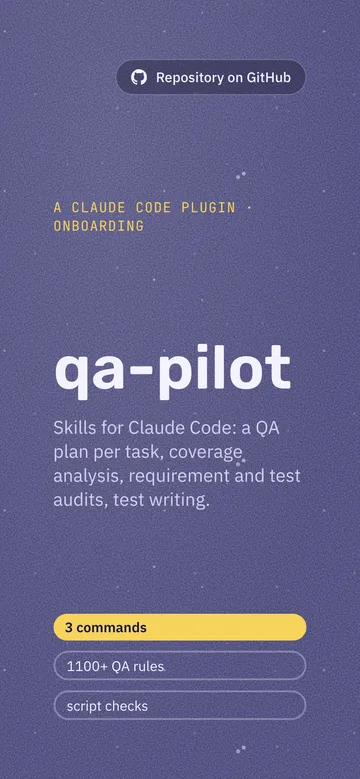 Repository on GitHub
A CLAUDE CODE PLUGIN ·
ONBOARDING
qa-pilot
Skills for Claude Code: a QA
plan per task, coverage
analysis, requirement and test
audits, test writing.
3 commands
1100+ QA rules
script checks